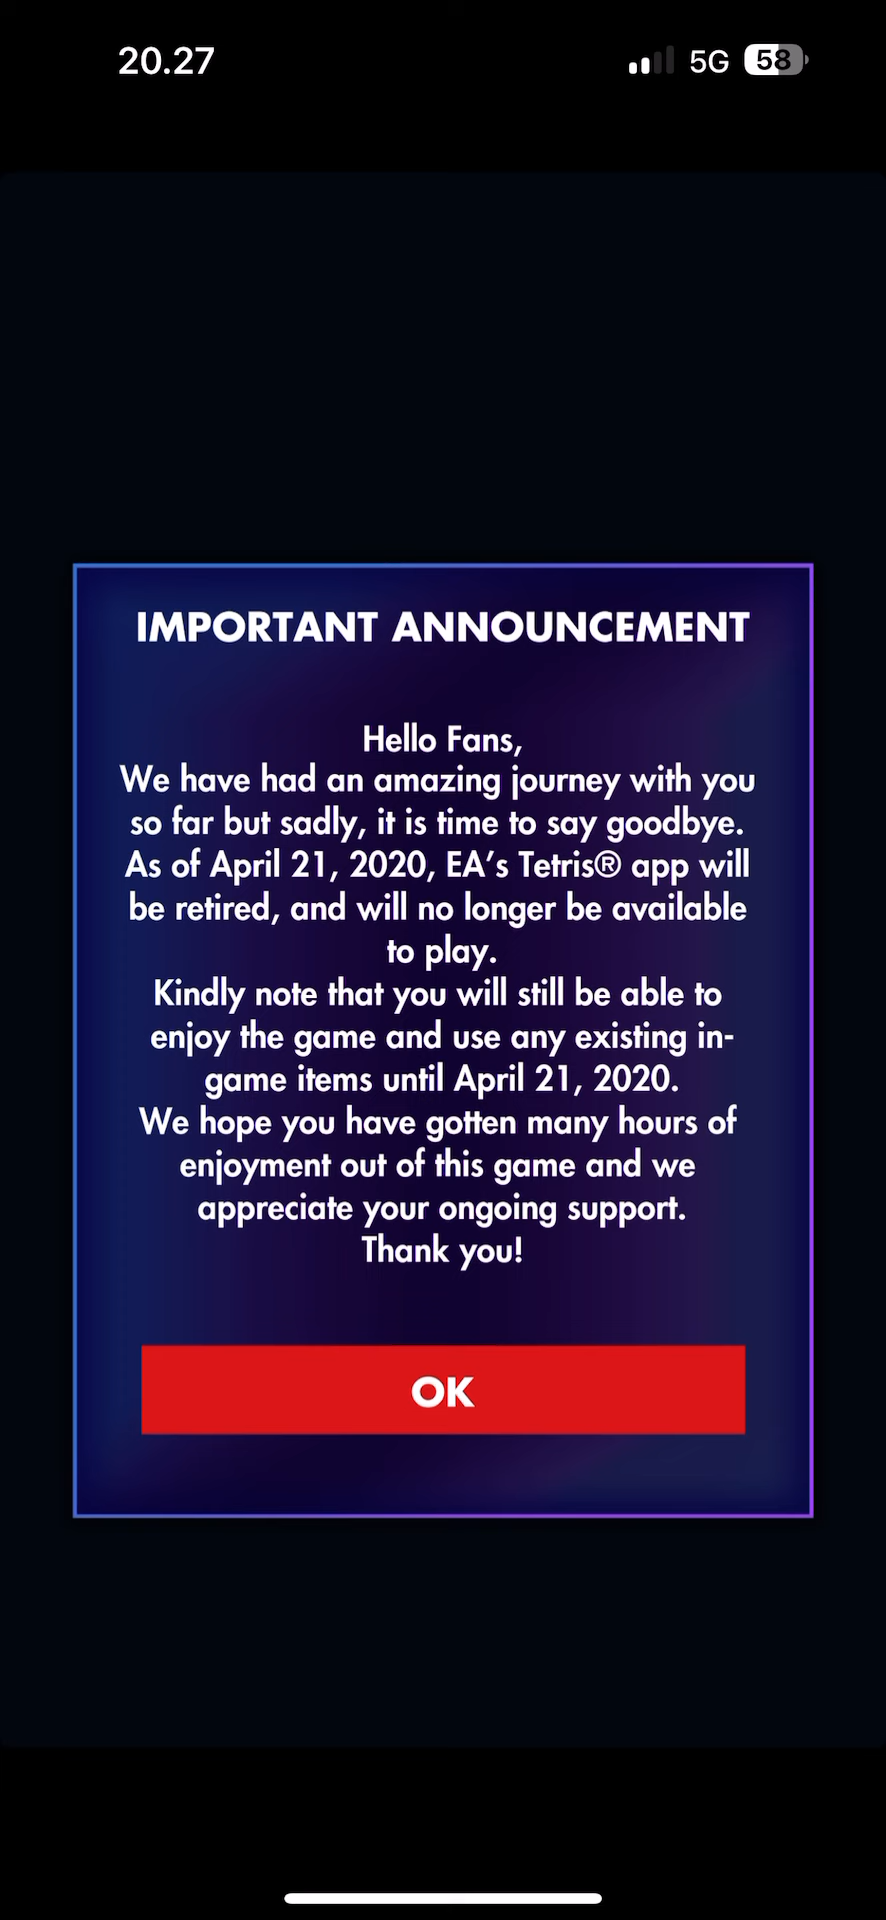 20.27
5G
58
IMPORTANT ANNOUNCEMENT
Hello Fans,
We have had an amazing journey with you
so far but sadly, it is time to say goodbye.
As of April 21, 2020, EA's Tetris® app will
be retired, and will no longer be available
to play.
Kindly note that you will still be able to
enjoy the game and use any existing in-
game items until April 21, 2020.
We hope you have gotten many hours of
enjoyment out of this game and we
appreciate your ongoing support.
Thank you!
OK